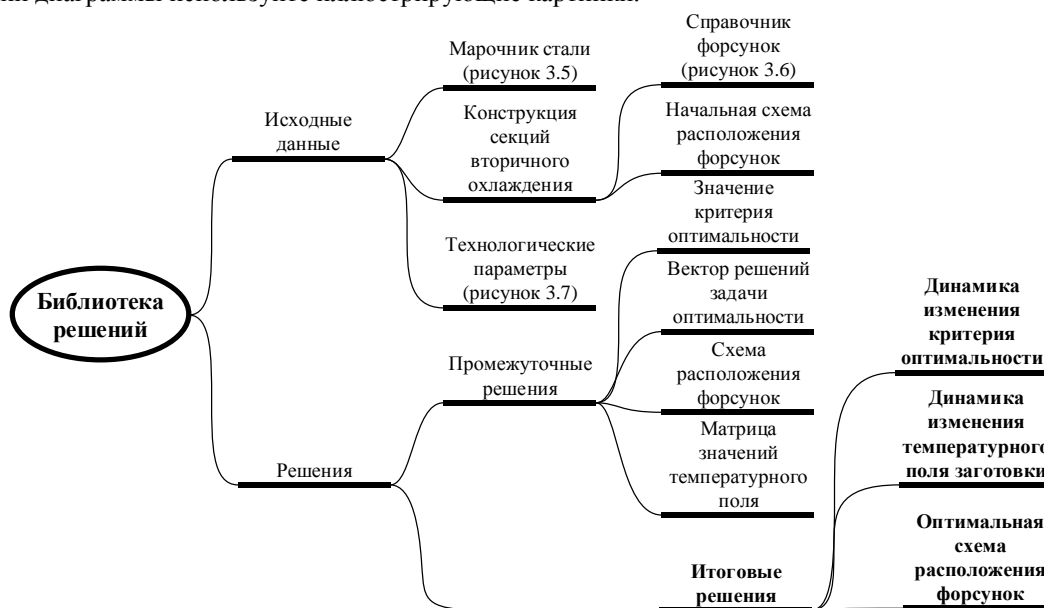 Марочник стали
(рисунок 3.5)
Справочник
форсунок
(рисунок 3.6)
Исходные
данные
Конструкция
секций
вторичного
охлаждения
Начальная схема
расположения
форсунок
Значение
критерия
оптимальности
Технологические
параметры
(рисунок 3.7)
Вектор решений
задачи
оптимальности
Библиотека
решений
Динамика
изменения
критерия
оптимальности
Промежуточные
решения
Схема
расположения
форсунок
Динамика
изменения
температурного
поля заготовки
Матрица
значений
температурного
поля
Решения
Итоговые
решения
Оптимальная
схема
расположения
форсунок